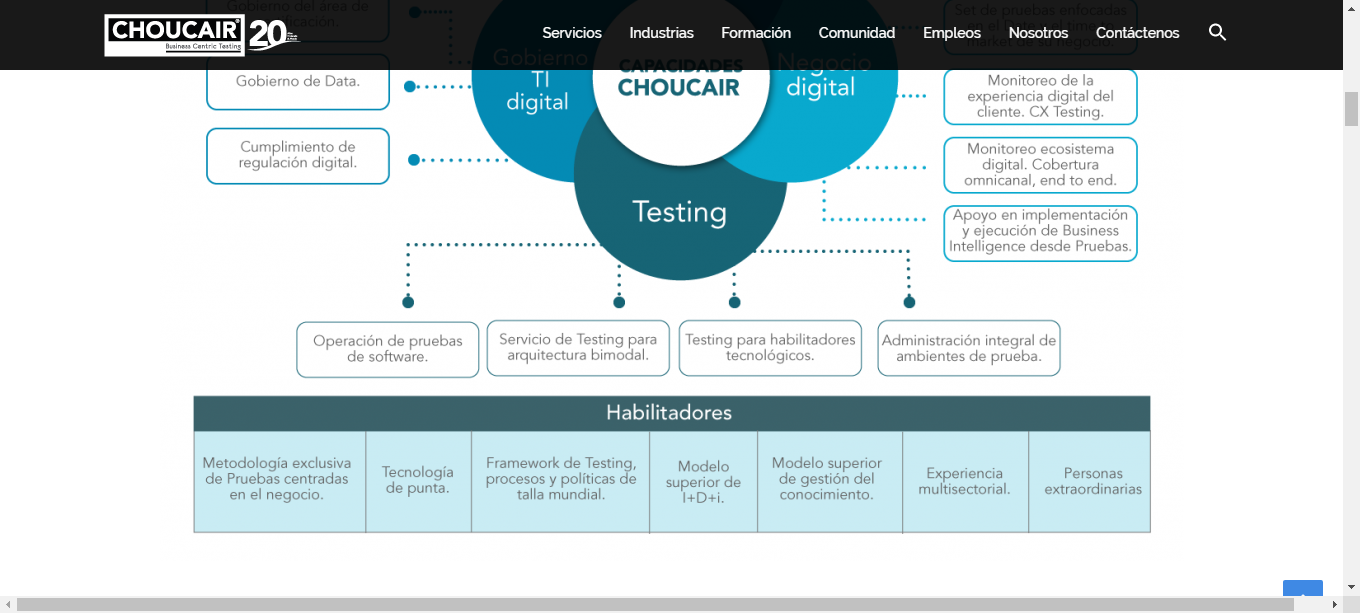 CHOUCAIR
Business Centric Testing
20
Servicios
Industrias
Formación
Comunidad
Empleos
Nosotros
Contáctenos
Gobierno del área de
Gobierno de Data.
Cumplimiento de
regulación digital.
Gobierno
TI
digital
CAPACIDADES
CHOUCAIR
Negocio
digital
Testing
Set de pruebas enfocadas
market de su negocio.
Monitoreo de la
experiencia digital del
cliente. CX Testing.
Monitoreo ecosistema
digital. Cobertura
omnicanal, end to end.
Apoyo en implementación
y ejecución de Business
Intelligence desde Pruebas.
Operación de pruebas
de software.
Servicio de Testing para
arquitectura bimodal.
Testing para habilitadores
tecnológicos.
Administración integral de
ambientes de prueba.
Habilitadores
Metodología exclusiva
de Pruebas centradas
en el negocio.
Tecnología
de punta.
Framework de Testing,
procesos y políticas de
talla mundial.
Modelo
superior de
I+D+i.
Modelo superior
de gestión del
conocimiento.
Experiencia
multisectorial.
Personas
extraordinarias